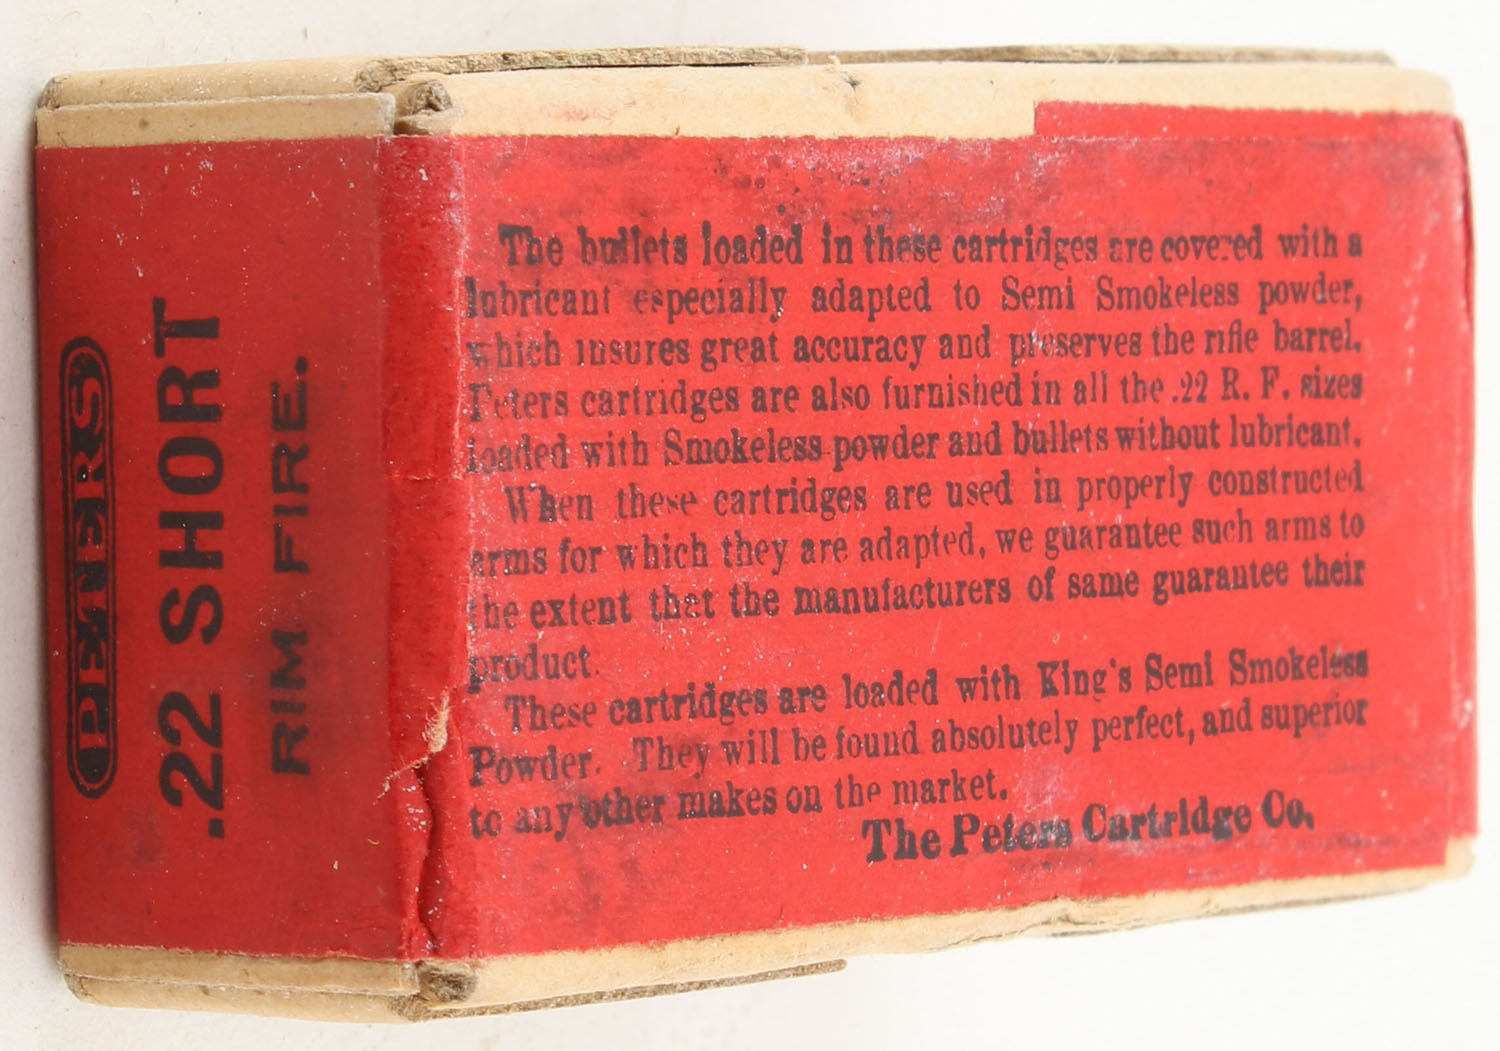 PETERS
.22 SHORT
RIM FIRE.
The bullets loaded in these cartridges are covered with a
lubricant especially adapted to Semi Smokeless powder,
which insures great accuracy and preserves the rifle barrel.
Peters cartridges are also furnished in all the .22 R. F. sizes
loaded with Smokeless powder and bullets without lubricant.
When these cartridges are used in properly constructed
arms for which they are adapted, we guarantee such arms to
the extent that the manufacturers of same guarantee their
product.
These cartridges are loaded with King's Semi Smokeless
Powder. They will be found absolutely perfect, and superior
to any other makes on the market.
The Peters Cartridge Co.